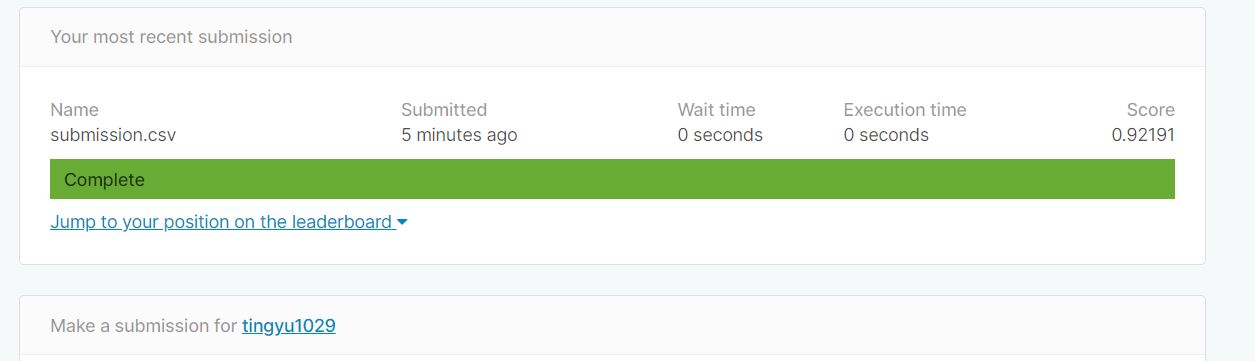 Your most recent submission
Name Submitted Wait time Execution time Score
submission.csv 5 minutes ago 0 seconds 0 seconds 0.92191
Complete
Jump to your position on the leaderboard
Make a submission for tingyu1029